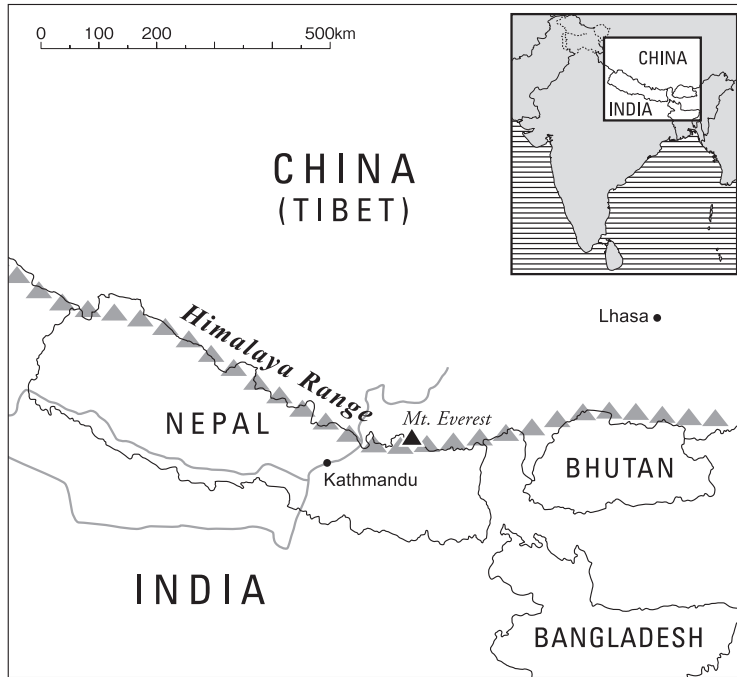 0 100 200 500km
CHINA
INDIA
CHINA
(TIBET)
Lhasa
Himalaya Range
Mt. Everest
NEPAL
Kathmandu
BHUTAN
INDIA
BANGLADESH